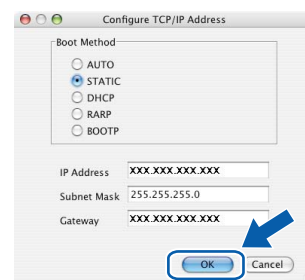 Configure TCP/IP Address
Boot Method
AUTO
STATIC
DHCP
RARP
BOOTP
IP Address XXX.XXX.XXX.XXX
Subnet Mask 255.255.255.0
Gateway XXX.XXX.XXX.XXX
OK Cancel